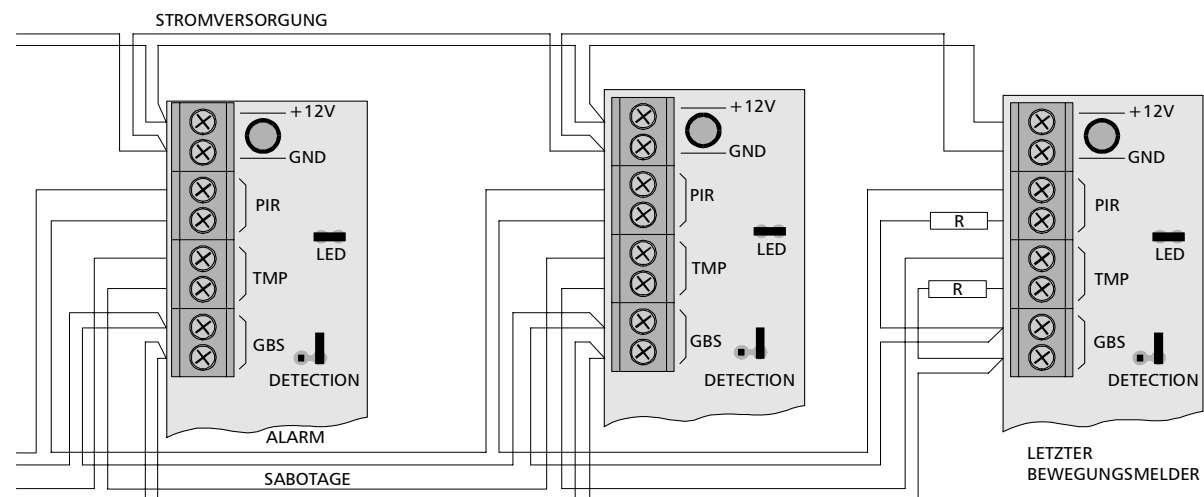 STROMVERSORGUNG
+12V
GND
PIR
LED
TMP
GBS
DETECTION
ALARM
SABOTAGE
+12V
GND
PIR
LED
TMP
GBS
DETECTION
+12V
GND
R
PIR
LED
R
TMP
GBS
DETECTION
LETZTER
BEWEGUNGSMELDER